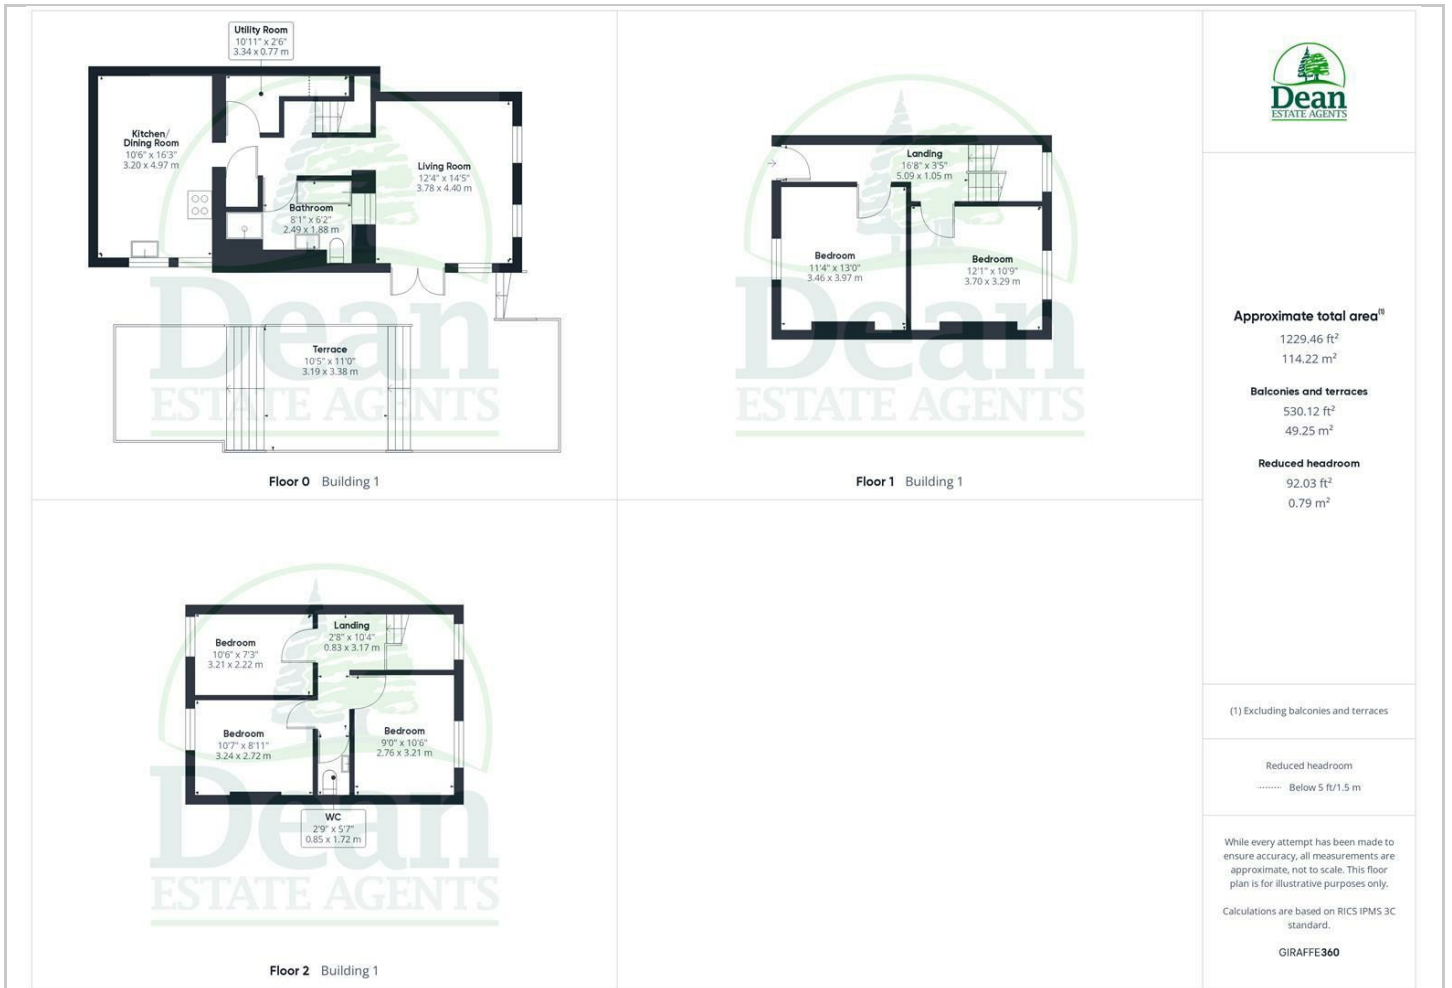 Utility Room
10'11" x 2'6"
3.34 x 0.77 m
Kitchen/
Dining Room
10'6" x 16'3"
3.20 x 4.97 m
Living Room
12'4" x 14'5"
3.78 x 4.40 m
Bathroom
8'1" x 6'2"
2.49 x 1.88 m
Terrace
10'5" x 11'0"
3.19 x 3.38 m
Dean
ESTATE AGENTS
Floor 0 Building 1
Landing
16'8" x 3'5"
5.09 x 1.05 m
Bedroom
11'4" x 13'0"
3.46 x 3.97 m
Bedroom
12'1" x 10'9"
3.70 x 3.29 m
Dean
ESTATE AGENTS
Floor 1 Building 1
Bedroom
10'6" x 7'3"
3.21 x 2.22 m
Landing
2'8" x 10'4"
0.83 x 3.17 m
Bedroom
10'7" x 8'11"
3.24 x 2.72 m
Bedroom
9'0" x 10'6"
2.76 x 3.21 m
WC
2'9" x 5'7"
0.85 x 1.72 m
Dean
ESTATE AGENTS
Floor 2 Building 1
Dean
ESTATE AGENTS
Approximate total area(1)
1229.46 ft²
114.22 m²
Balconies and terraces
530.12 ft²
49.25 m²
Reduced headroom
92.03 ft²
0.79 m²
(1) Excluding balconies and terraces
Reduced headroom
Below 5 ft/1.5 m
While every attempt has been made to
ensure accuracy, all measurements are
approximate, not to scale. This floor
plan is for illustrative purposes only.
Calculations are based on RICS IPMS 3C
standard.
GIRAFFE360